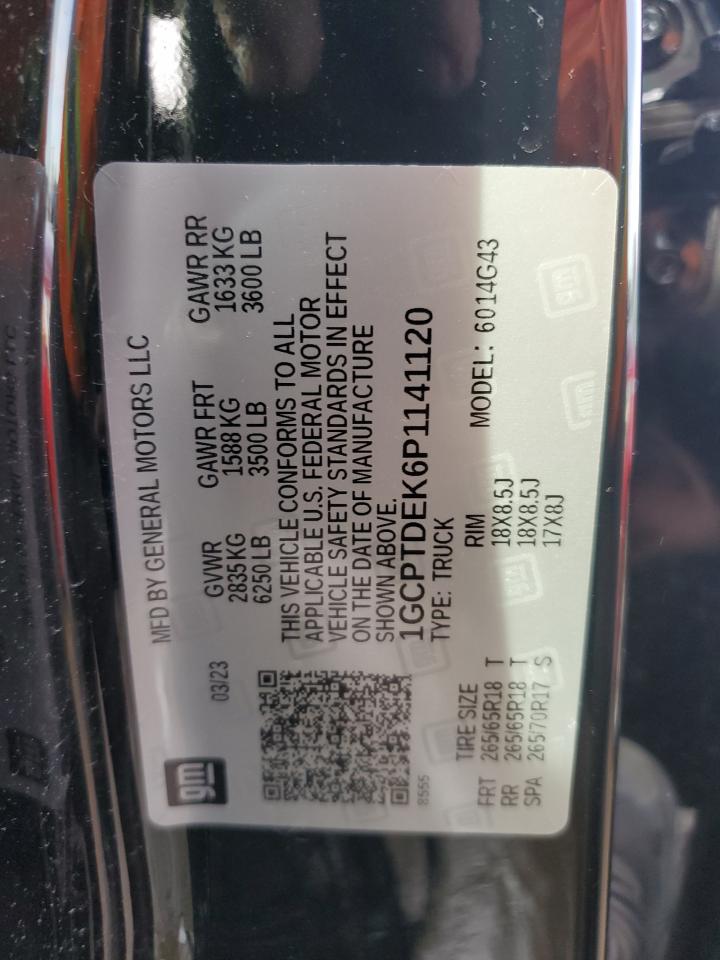 gm
03/23
MFD BY GENERAL MOTORS LLC
GVWR GAWR FRT GAWR RR
2835 KG 1588 KG 1633 KG
6250 LB 3500 LB 3600 LB
THIS VEHICLE CONFORMS TO ALL
APPLICABLE U.S. FEDERAL MOTOR
VEHICLE SAFETY STANDARDS IN EFFECT
ON THE DATE OF MANUFACTURE
SHOWN ABOVE.
1GCPTDEK6P1141120
TYPE: TRUCK
8555
MODEL: 6014G43
TIRE SIZE RIM
FRT 265/65R18 T 18X8.5J
RR 265/65R18 T 18X8.5J
SPA 265/70R17 S 17X8J